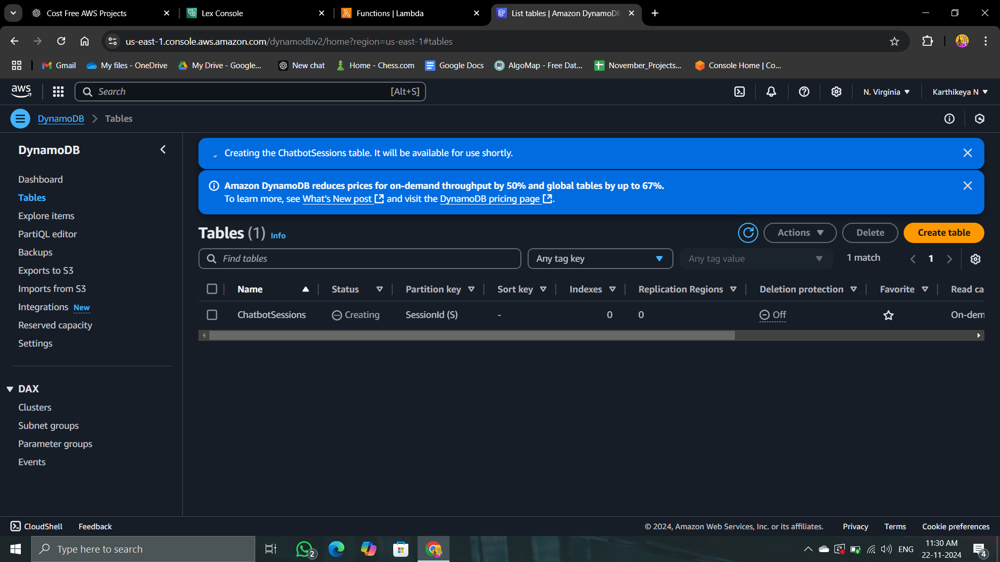 Cost Free AWS Projects
Lex Console
Functions | Lambda
List tables | Amazon DynamoDB
us-east-1.console.aws.amazon.com/dynamodbv2/home?region=us-east-1#tables
Gmail
My files - OneDrive
My Drive - Google...
New chat
Home - Chess.com
Google Docs
AlgoMap - Free Dat...
November_Projects...
Console Home | Co...
aws
Search
[Alt+S]
N. Virginia
Karthikeya N
DynamoDB
Tables
DynamoDB
Dashboard
Tables
Explore items
PartiQL editor
Backups
Exports to S3
Imports from S3
Integrations New
Reserved capacity
Settings
DAX
Clusters
Subnet groups
Parameter groups
Events
Creating the ChatbotSessions table. It will be available for use shortly.
Amazon DynamoDB reduces prices for on-demand throughput by 50% and global tables by up to 67%.
To learn more, see What's New post and visit the DynamoDB pricing page.
Tables (1) Info
Actions
Delete
Create table
Find tables
Any tag key
Any tag value
1 match
1
Name Status Partition key Sort key Indexes Replication Regions Deletion protection Favorite Read ca
ChatbotSessions Creating SessionId (S) - 0 0 Off On-dem
CloudShell
Feedback
© 2024, Amazon Web Services, Inc. or its affiliates.
Privacy
Terms
Cookie preferences
Type here to search
2
ENG
11:30 AM
22-11-2024
4